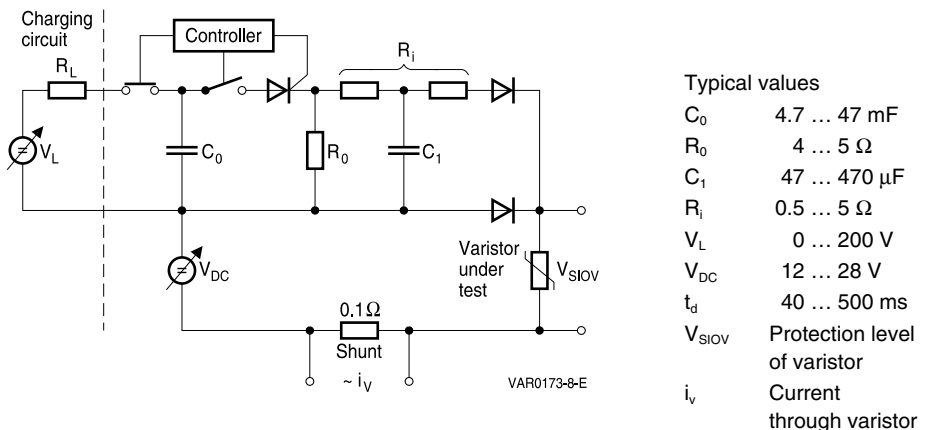 Charging
circuit
Controller
R_L
R_i
V_L
C_0
R_0
C_1
V_DC
Varistor
under
test
V_SIOV
0.1 Ω
Shunt
~ i_V
VAR0173-8-E
Typical values
C_0 4.7 ... 47 mF
R_0 4 ... 5 Ω
C_1 47 ... 470 μF
R_i 0.5 ... 5 Ω
V_L 0 ... 200 V
V_DC 12 ... 28 V
t_d 40 ... 500 ms
V_SIOV Protection level
of varistor
i_v Current
through varistor